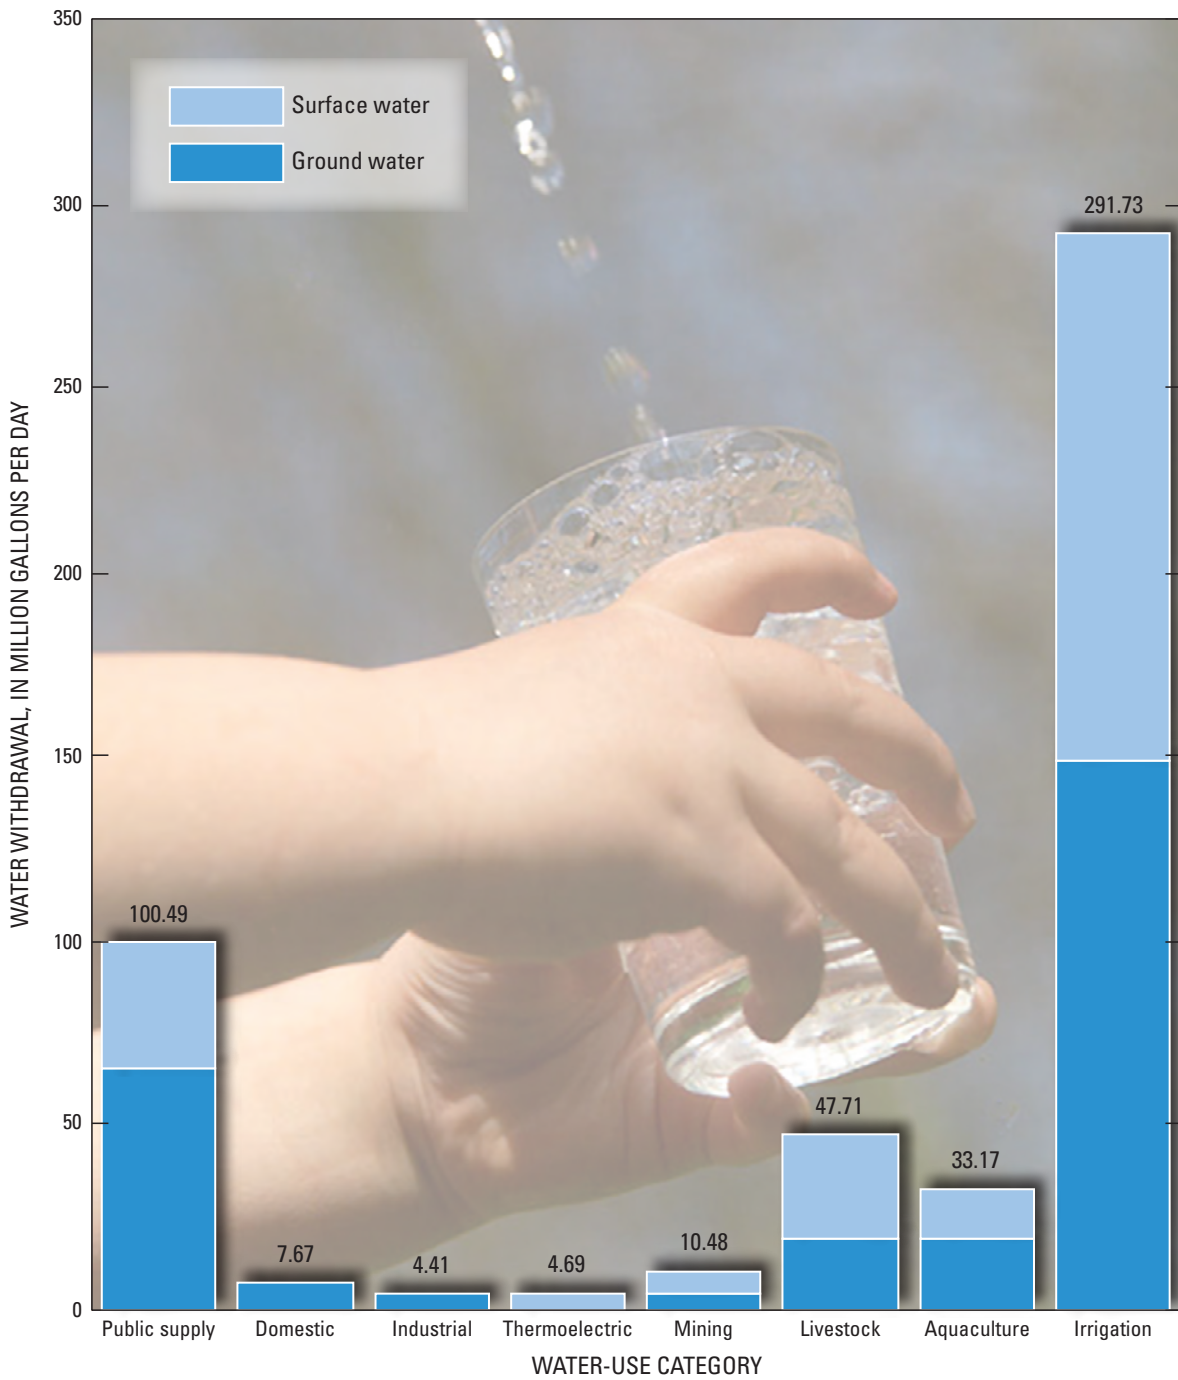 350
300
250
200
150
100
50
0
WATER WITHDRAWAL, IN MILLION GALLONS PER DAY
Surface water
Ground water
100.49
7.67
4.41
4.69
10.48
47.71
33.17
291.73
Public supply
Domestic
Industrial
Thermoelectric
Mining
Livestock
Aquaculture
Irrigation
WATER-USE CATEGORY